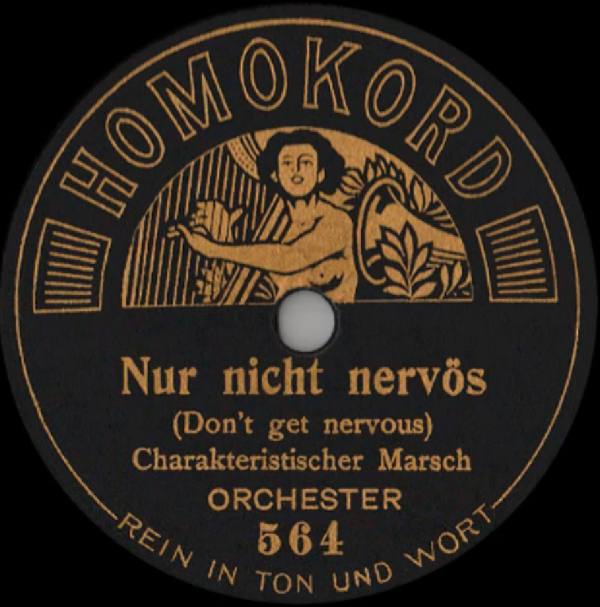 HOMOKORD
Nur nicht nervös
(Don't get nervous)
Charakteristischer Marsch
ORCHESTER
564
REIN IN TON UND WORT